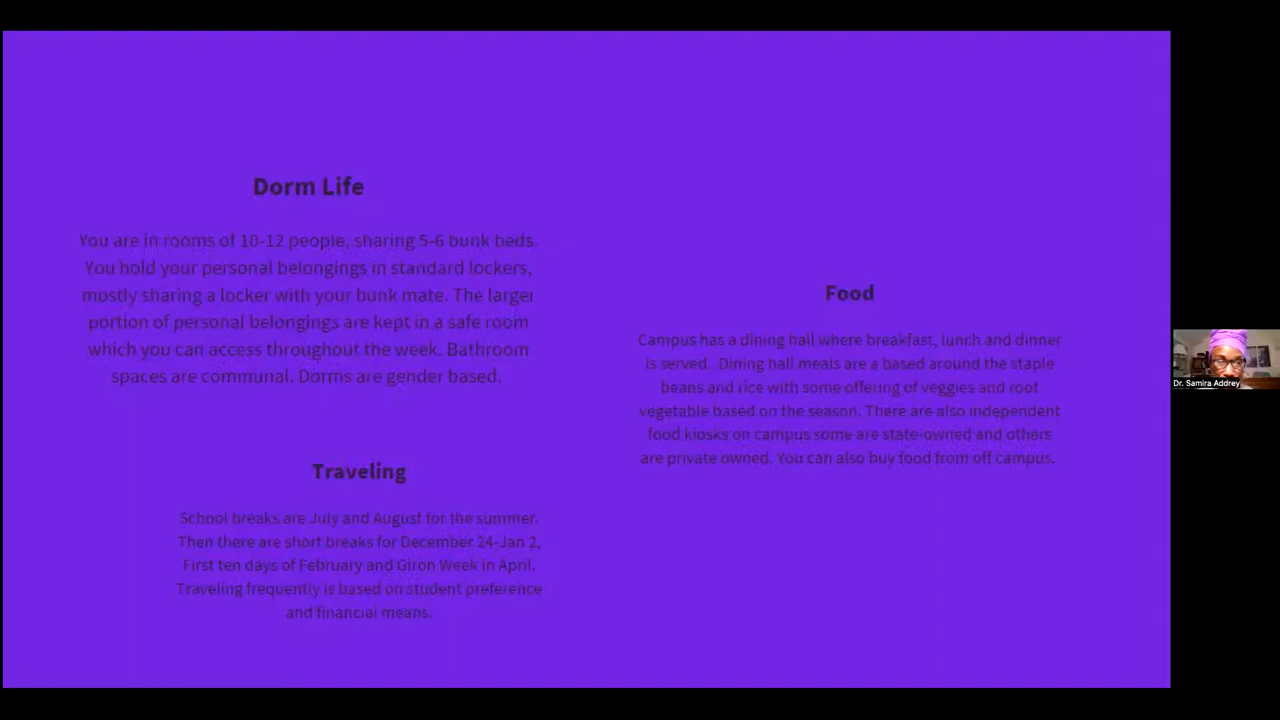 Dorm Life
You are in rooms of 10-12 people, sharing 5-6 bunk beds.
You hold your personal belongings in standard lockers,
mostly sharing a locker with your bunk mate. The larger
portion of personal belongings are kept in a safe room
which you can access throughout the week. Bathroom
spaces are communal. Dorms are gender based.
Traveling
School breaks are July and August for the summer.
Then there are short breaks for December 24-Jan 2,
First ten days of February and Giron Week in April.
Traveling frequently is based on student preference
and financial means.
Food
Campus has a dining hall where breakfast, lunch and dinner
is served. Dining hall meals are a based around the staple
beans and rice with some offering of veggies and root
vegetable based on the season. There are also independent
food kiosks on campus some are state-owned and others
are private owned. You can also buy food from off campus.
Dr. Samira Addrey